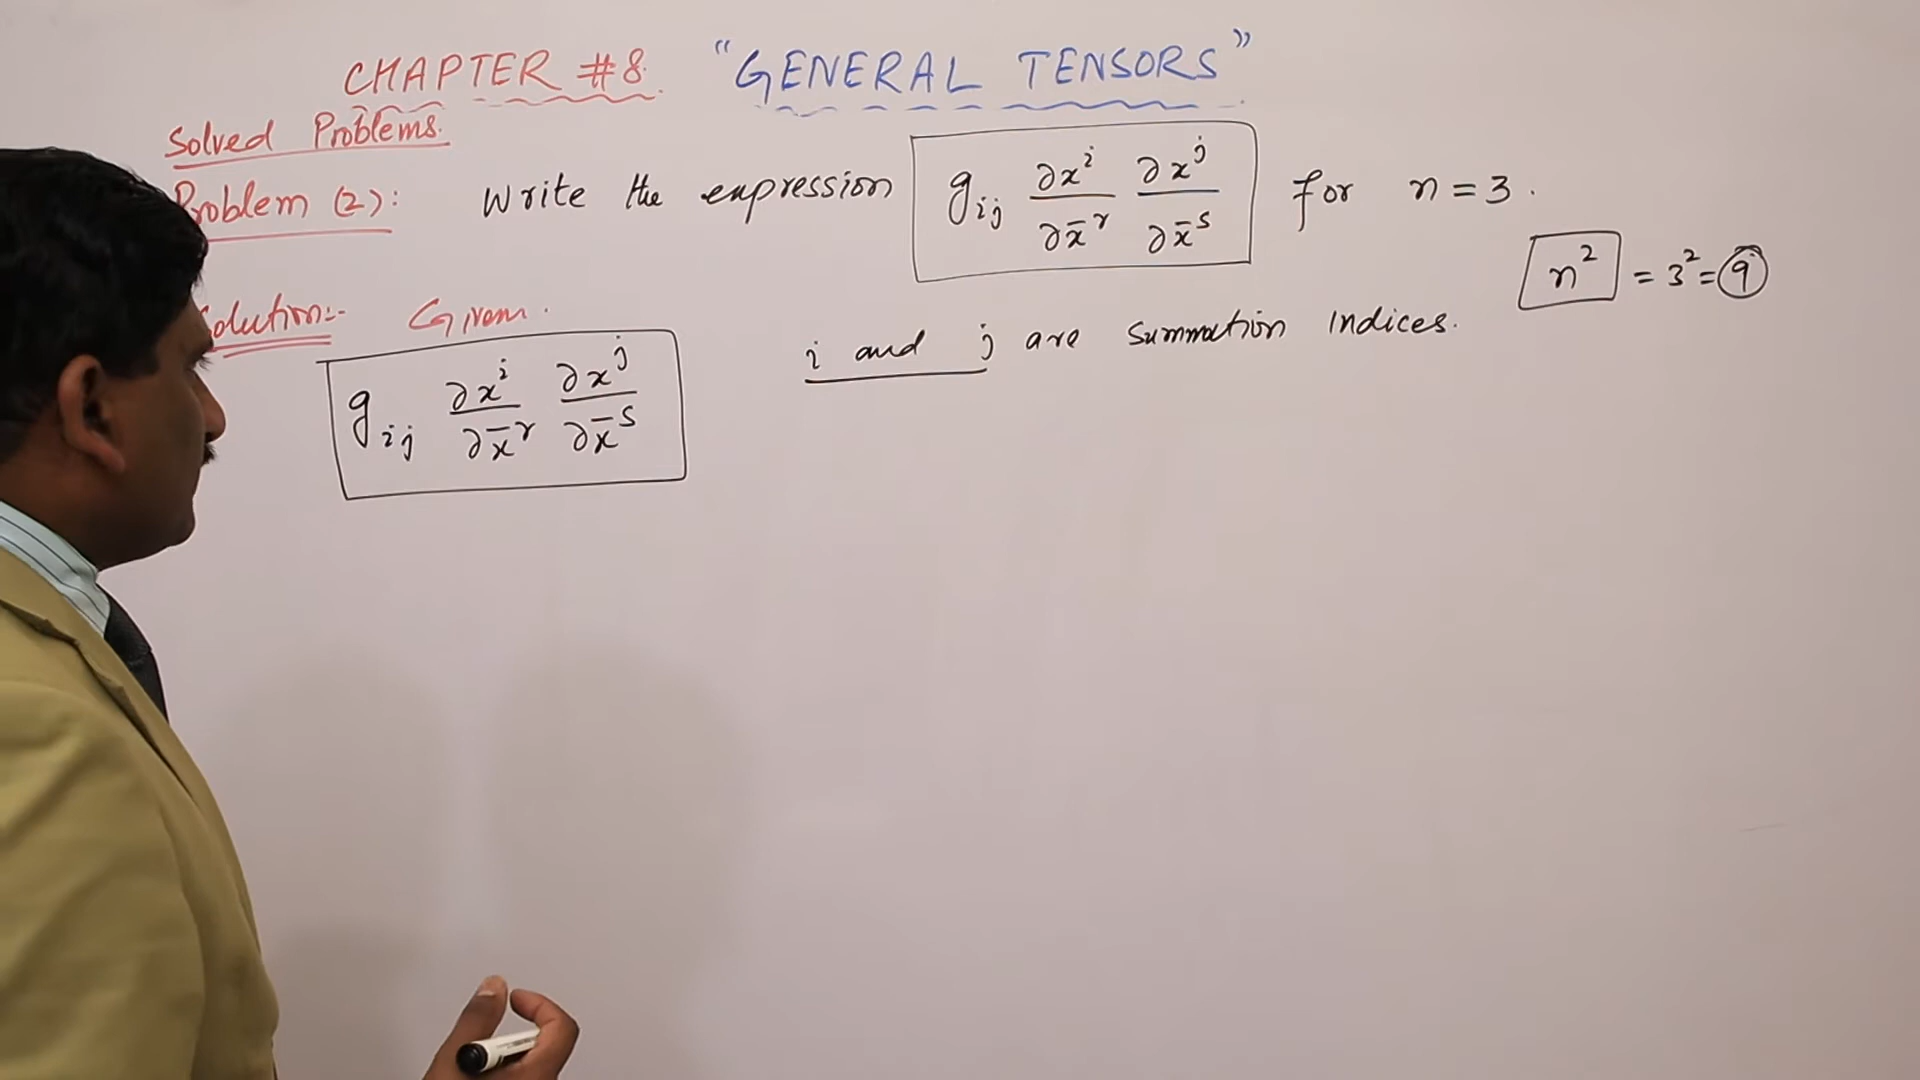 CHAPTER #8. "GENERAL TENSORS"
Solved Problems.
Problem (2): Write the expression g_ij ∂x^i/∂x̄^r ∂x^j/∂x̄^s for n = 3.
n^2 = 3^2 = 9
Solution:- Given.
i and j are summation indices.
g_ij ∂x^i/∂x̄^r ∂x^j/∂x̄^s